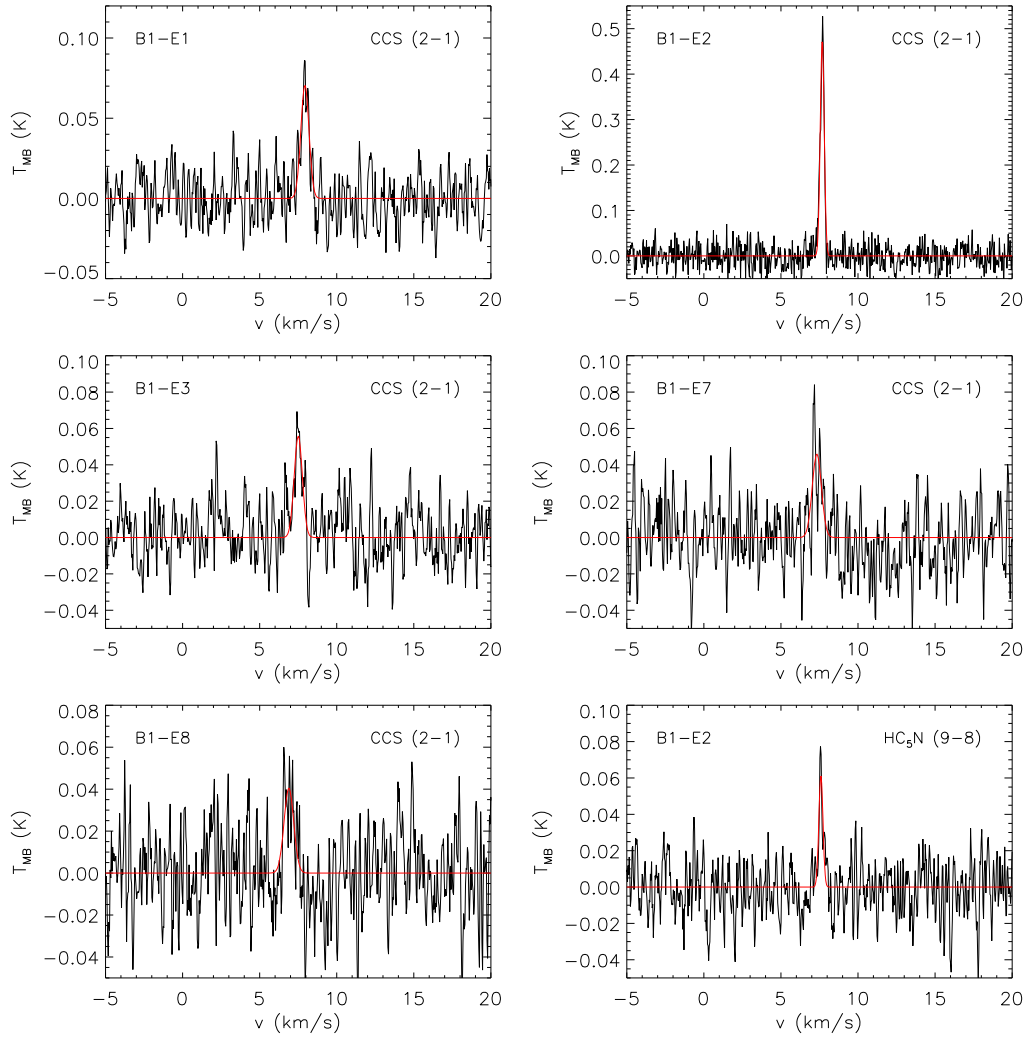 B1-E1 CCS (2-1)
T_MB (K)
0.10
0.05
0.00
-0.05
-5 0 5 10 15 20
v (km/s)
B1-E2 CCS (2-1)
T_MB (K)
0.5
0.4
0.3
0.2
0.1
0.0
-5 0 5 10 15 20
v (km/s)
B1-E3 CCS (2-1)
T_MB (K)
0.10
0.08
0.06
0.04
0.02
0.00
-0.02
-0.04
-5 0 5 10 15 20
v (km/s)
B1-E7 CCS (2-1)
T_MB (K)
0.10
0.08
0.06
0.04
0.02
0.00
-0.02
-0.04
-5 0 5 10 15 20
v (km/s)
B1-E8 CCS (2-1)
T_MB (K)
0.08
0.06
0.04
0.02
0.00
-0.02
-0.04
-5 0 5 10 15 20
v (km/s)
B1-E2 HC₅N (9-8)
T_MB (K)
0.10
0.08
0.06
0.04
0.02
0.00
-0.02
-0.04
-5 0 5 10 15 20
v (km/s)